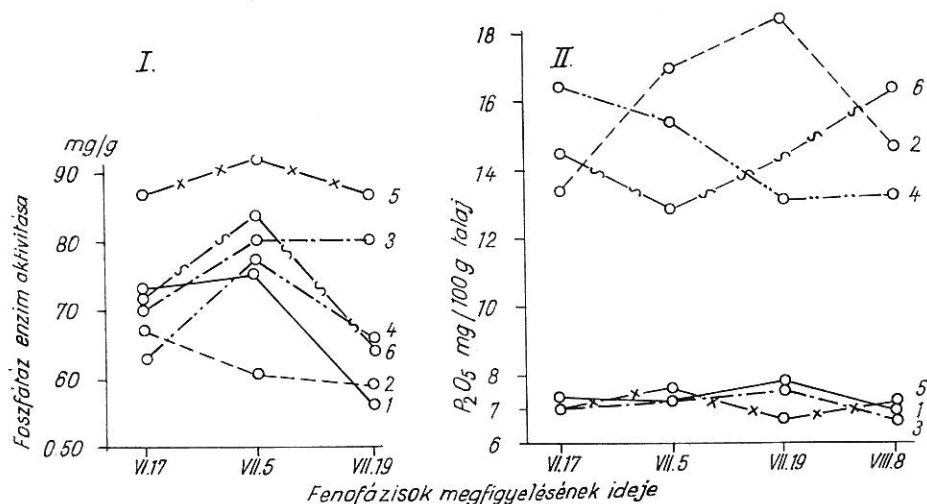 I.
mg/g
Foszfátáz enzim aktivitása
90
80
70
60
0.50
VI.17
VII.5
VII.19
5
3
4
6
2
1
II.
P₂O₅ mg/100g talaj
18
16
14
12
10
8
7
6
VI.17
VII.5
VII.19
VIII.8
6
2
4
5
1
3
Fenofázisok megfigyelésének ideje